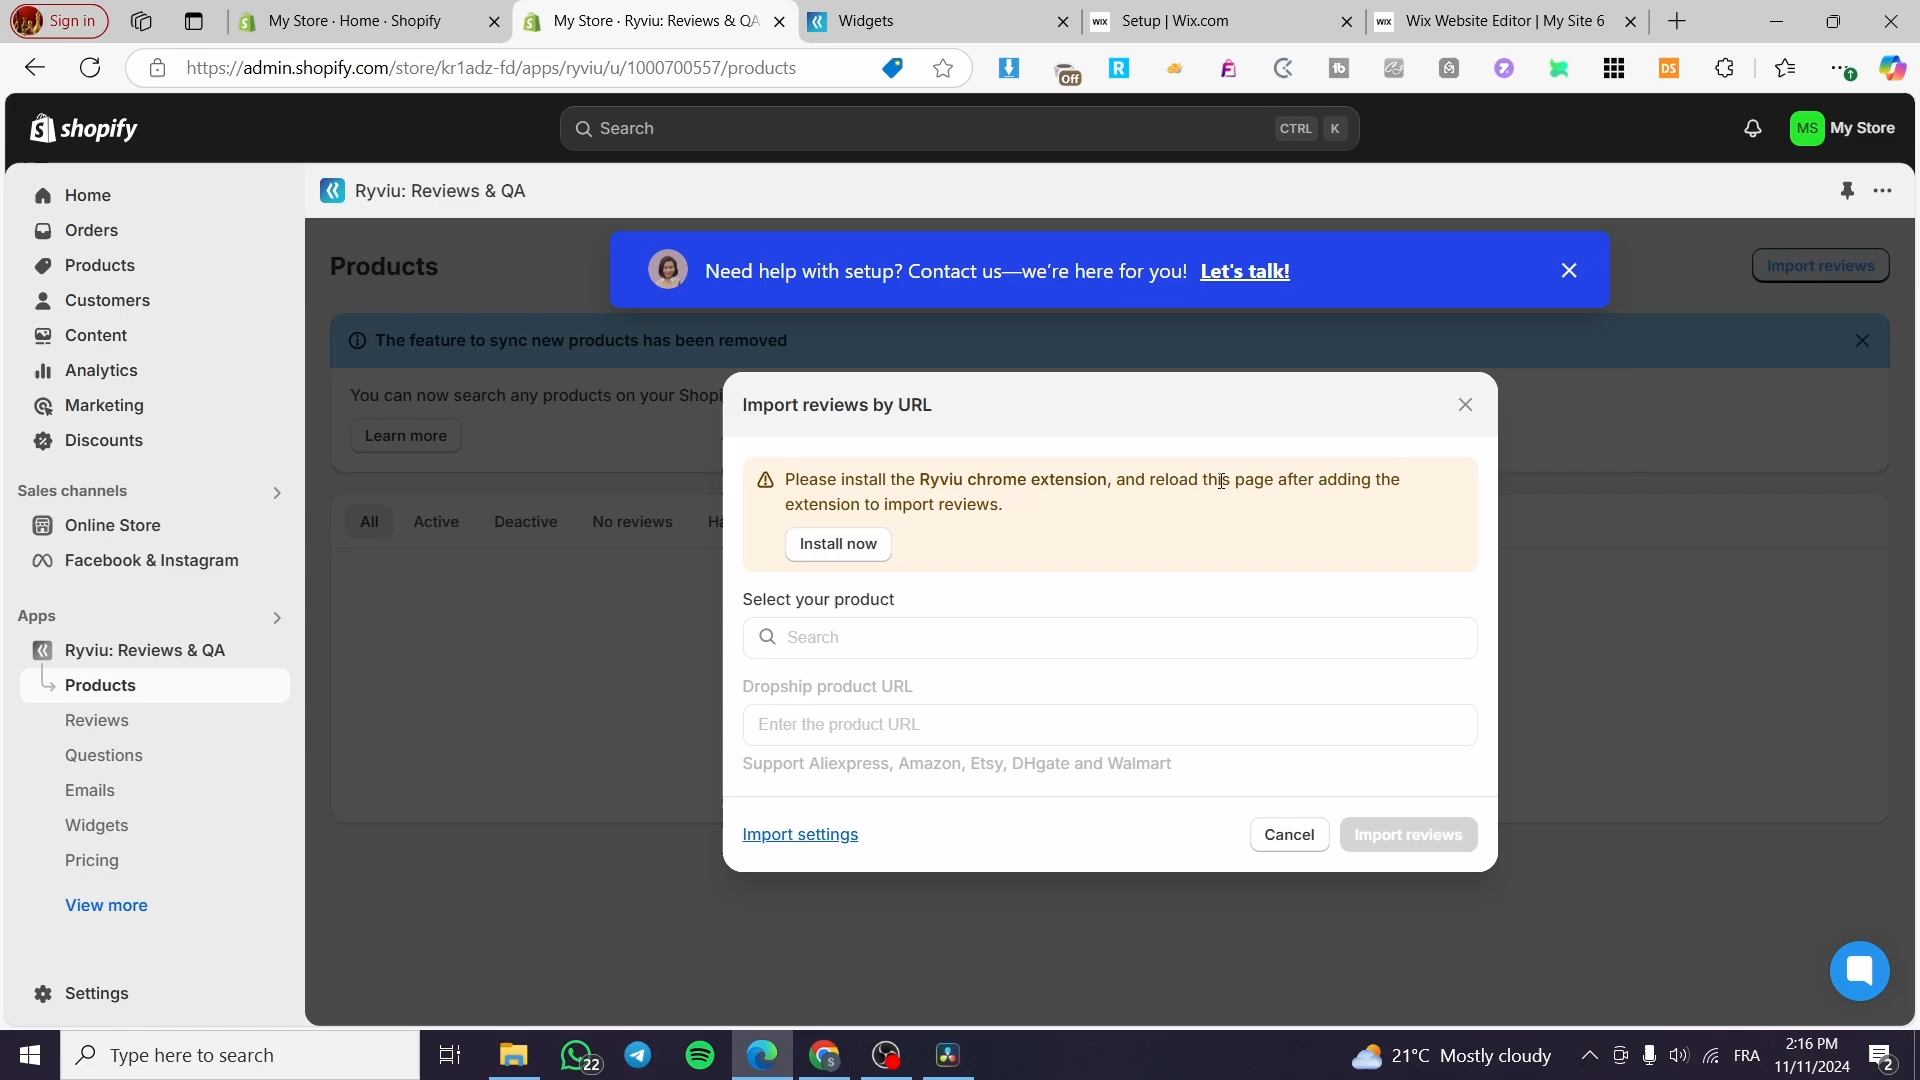 Sign in
My Store · Home · Shopify
My Store · Ryviu: Reviews & QA
Widgets
Setup | Wix.com
Wix Website Editor | My Site 6
https://admin.shopify.com/store/kr1adz-fd/apps/ryviu/u/1000700557/products
Off
DS
shopify
Search
CTRL
K
MS
My Store
Home
Orders
Products
Customers
Content
Analytics
Marketing
Discounts
Sales channels
Online Store
Facebook & Instagram
Apps
Ryviu: Reviews & QA
Products
Reviews
Questions
Emails
Widgets
Pricing
View more
Settings
Ryviu: Reviews & QA
Products
Need help with setup? Contact us—we're here for you! Let's talk!
Import reviews
The feature to sync new products has been removed
You can now search any products on your Shopi
Learn more
All
Active
Deactive
No reviews
Import reviews by URL
Please install the Ryviu chrome extension, and reload this page after adding the
extension to import reviews.
Install now
Select your product
Search
Dropship product URL
Enter the product URL
Support Aliexpress, Amazon, Etsy, DHgate and Walmart
Import settings
Cancel
Import reviews
Type here to search
22
21°C Mostly cloudy
FRA
2:16 PM
11/11/2024
2